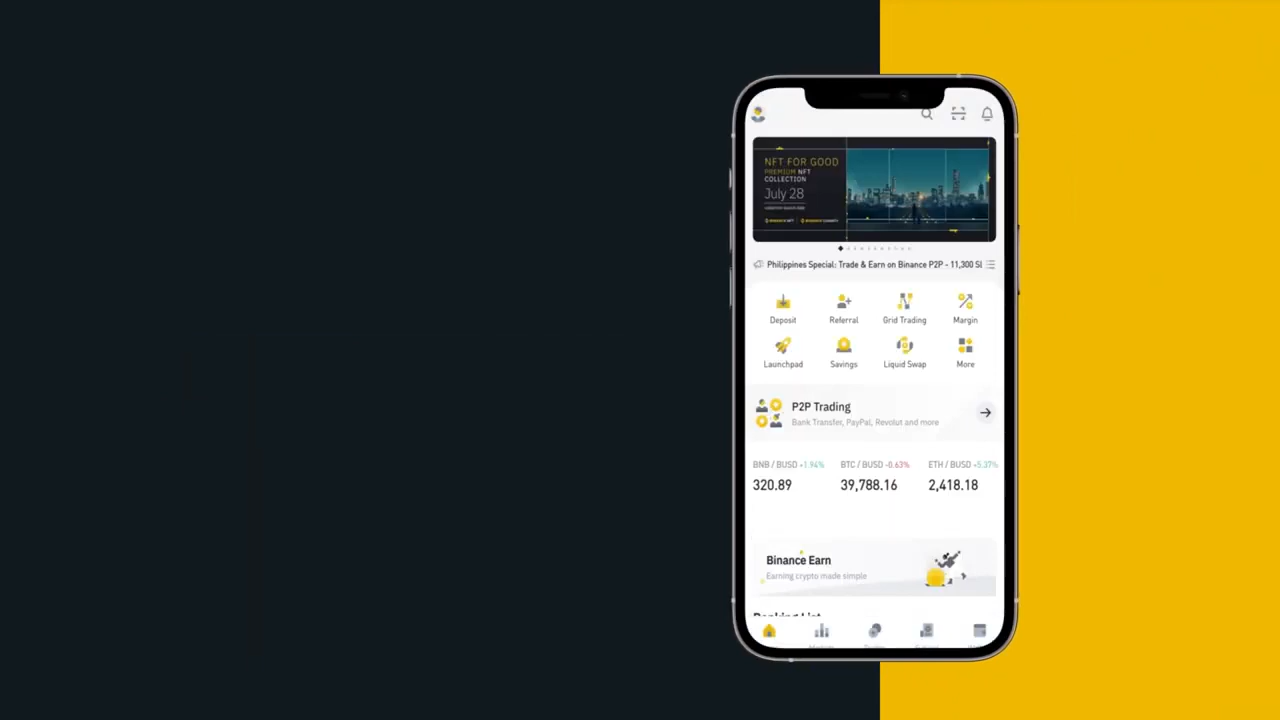 NFT FOR GOOD
PREMIUM NFT
COLLECTION
July 28
Philippines Special: Trade & Earn on Binance P2P - 11,300 Sl
Deposit
Referral
Grid Trading
Margin
Launchpad
Savings
Liquid Swap
More
P2P Trading
Bank Transfer, PayPal, Revolut and more
BNB / BUSD +1.94%
BTC / BUSD -0.63%
ETH / BUSD +5.37%
320.89
39,788.16
2,418.18
Binance Earn
Earning crypto made simple
Ranking List